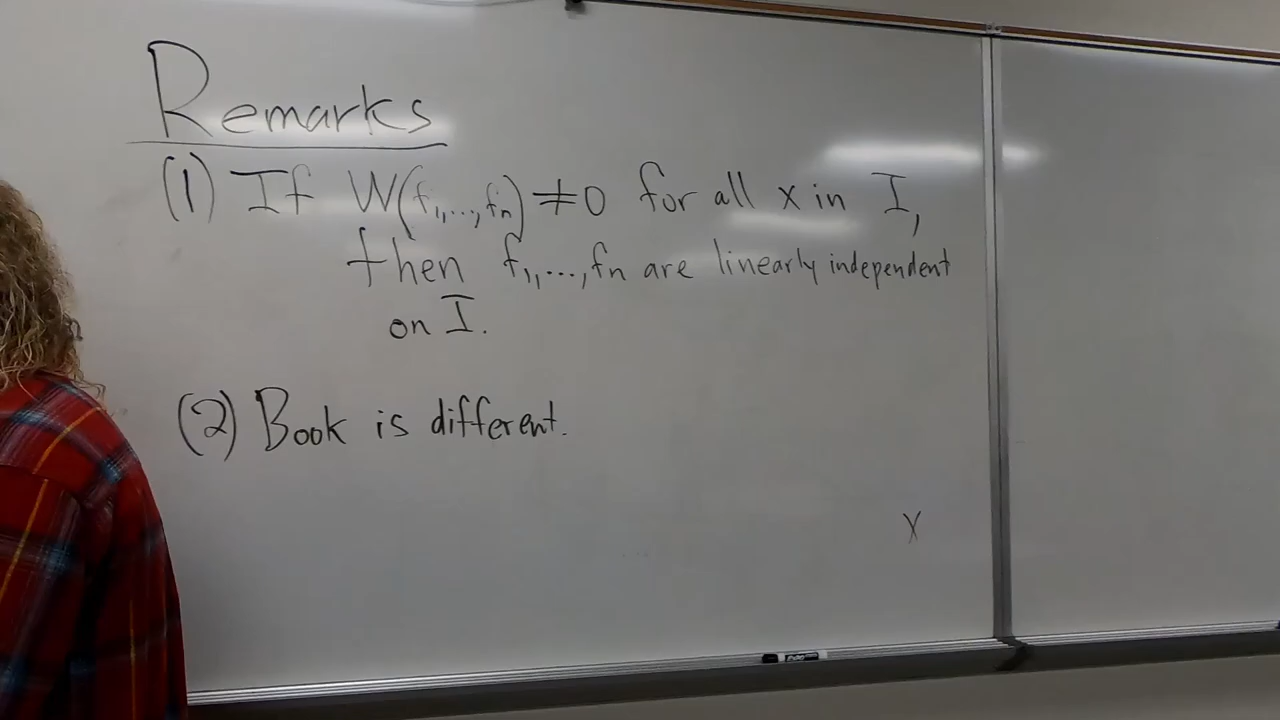 Remarks
(1) If W(f₁,...,fₙ)≠0 for all x in I,
then f₁,...,fₙ are linearly independent
on I.
(2) Book is different.
X